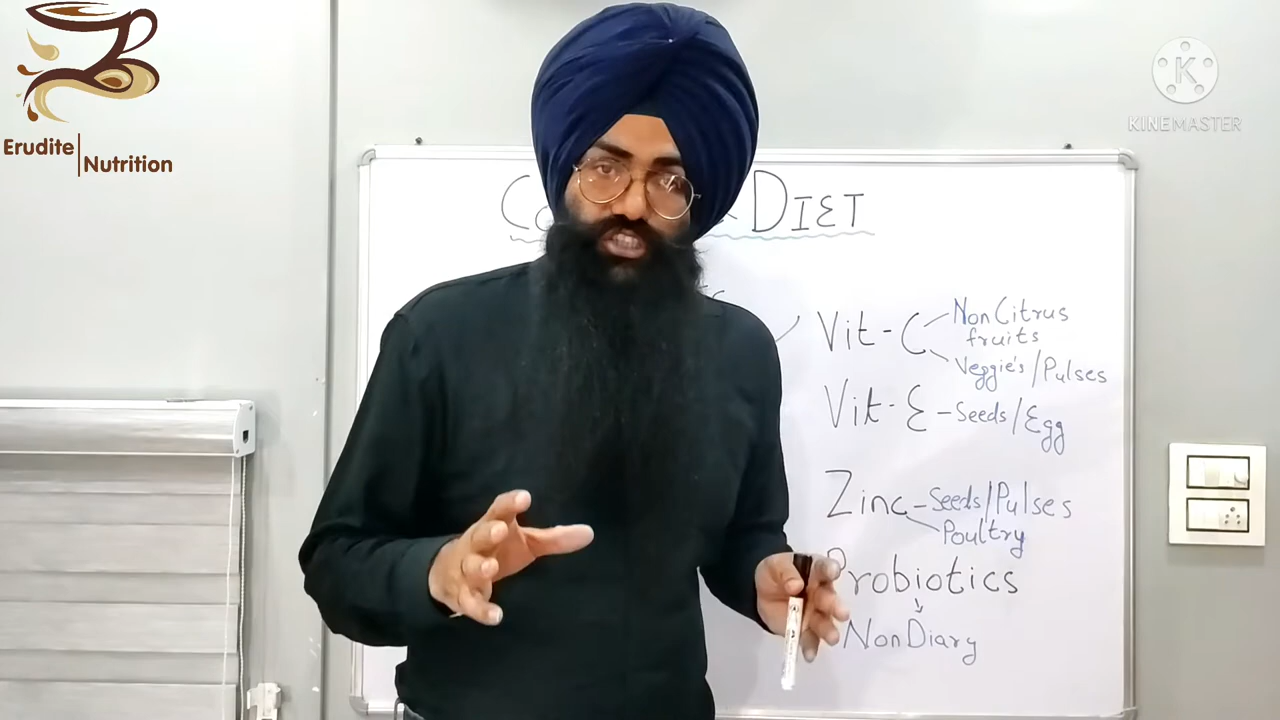 Erudite
Nutrition
KINEMASTER
DIET
Vit-C
Non Citrus
fruits
Veggie's/Pulses
Vit-E - Seeds/Egg
Zinc - Seeds/Pulses
Poultry
Probiotics
Non Diary